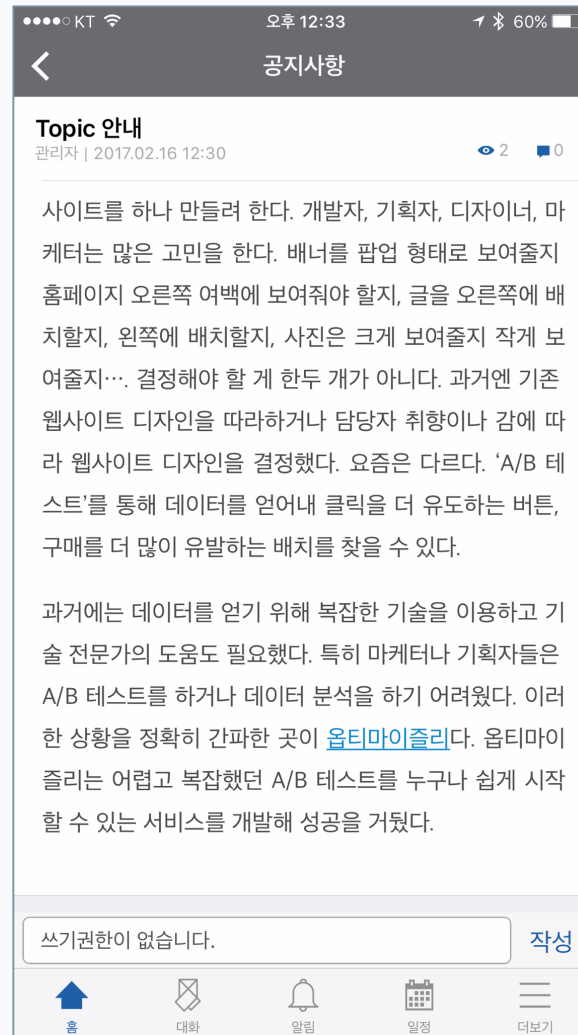 KT 오후 12:33 60%
공지사항
Topic 안내
관리자 | 2017.02.16 12:30 2 0
사이트를 하나 만들려 한다. 개발자, 기획자, 디자이너, 마
케터는 많은 고민을 한다. 배너를 팝업 형태로 보여줄지
홈페이지 오른쪽 여백에 보여줘야 할지, 글을 오른쪽에 배
치할지, 왼쪽에 배치할지, 사진은 크게 보여줄지 작게 보
여줄지…. 결정해야 할 게 한두 개가 아니다. 과거엔 기존
웹사이트 디자인을 따라하거나 담당자 취향이나 감에 따
라 웹사이트 디자인을 결정했다. 요즘은 다르다. ‘A/B 테
스트’를 통해 데이터를 얻어내 클릭을 더 유도하는 버튼,
구매를 더 많이 유발하는 배치를 찾을 수 있다.
과거에는 데이터를 얻기 위해 복잡한 기술을 이용하고 기
술 전문가의 도움도 필요했다. 특히 마케터나 기획자들은
A/B 테스트를 하거나 데이터 분석을 하기 어려웠다. 이러
한 상황을 정확히 간파한 곳이 옵티마이즐리다. 옵티마이
즐리는 어렵고 복잡했던 A/B 테스트를 누구나 쉽게 시작
할 수 있는 서비스를 개발해 성공을 거뒀다.
쓰기권한이 없습니다. 작성
홈 대화 알림 일정 더보기